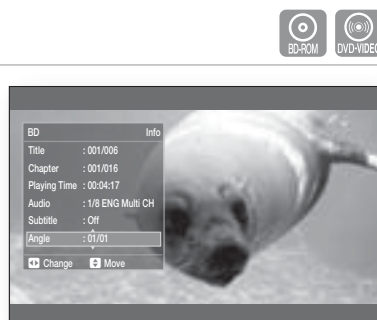 BD-ROM DVD-VIDEO
BD Info
Title : 001/006
Chapter : 001/016
Playing Time : 00:04:17
Audio : 1/8 ENG Multi CH
Subtitle : Off
Angle : 01/01
Change Move